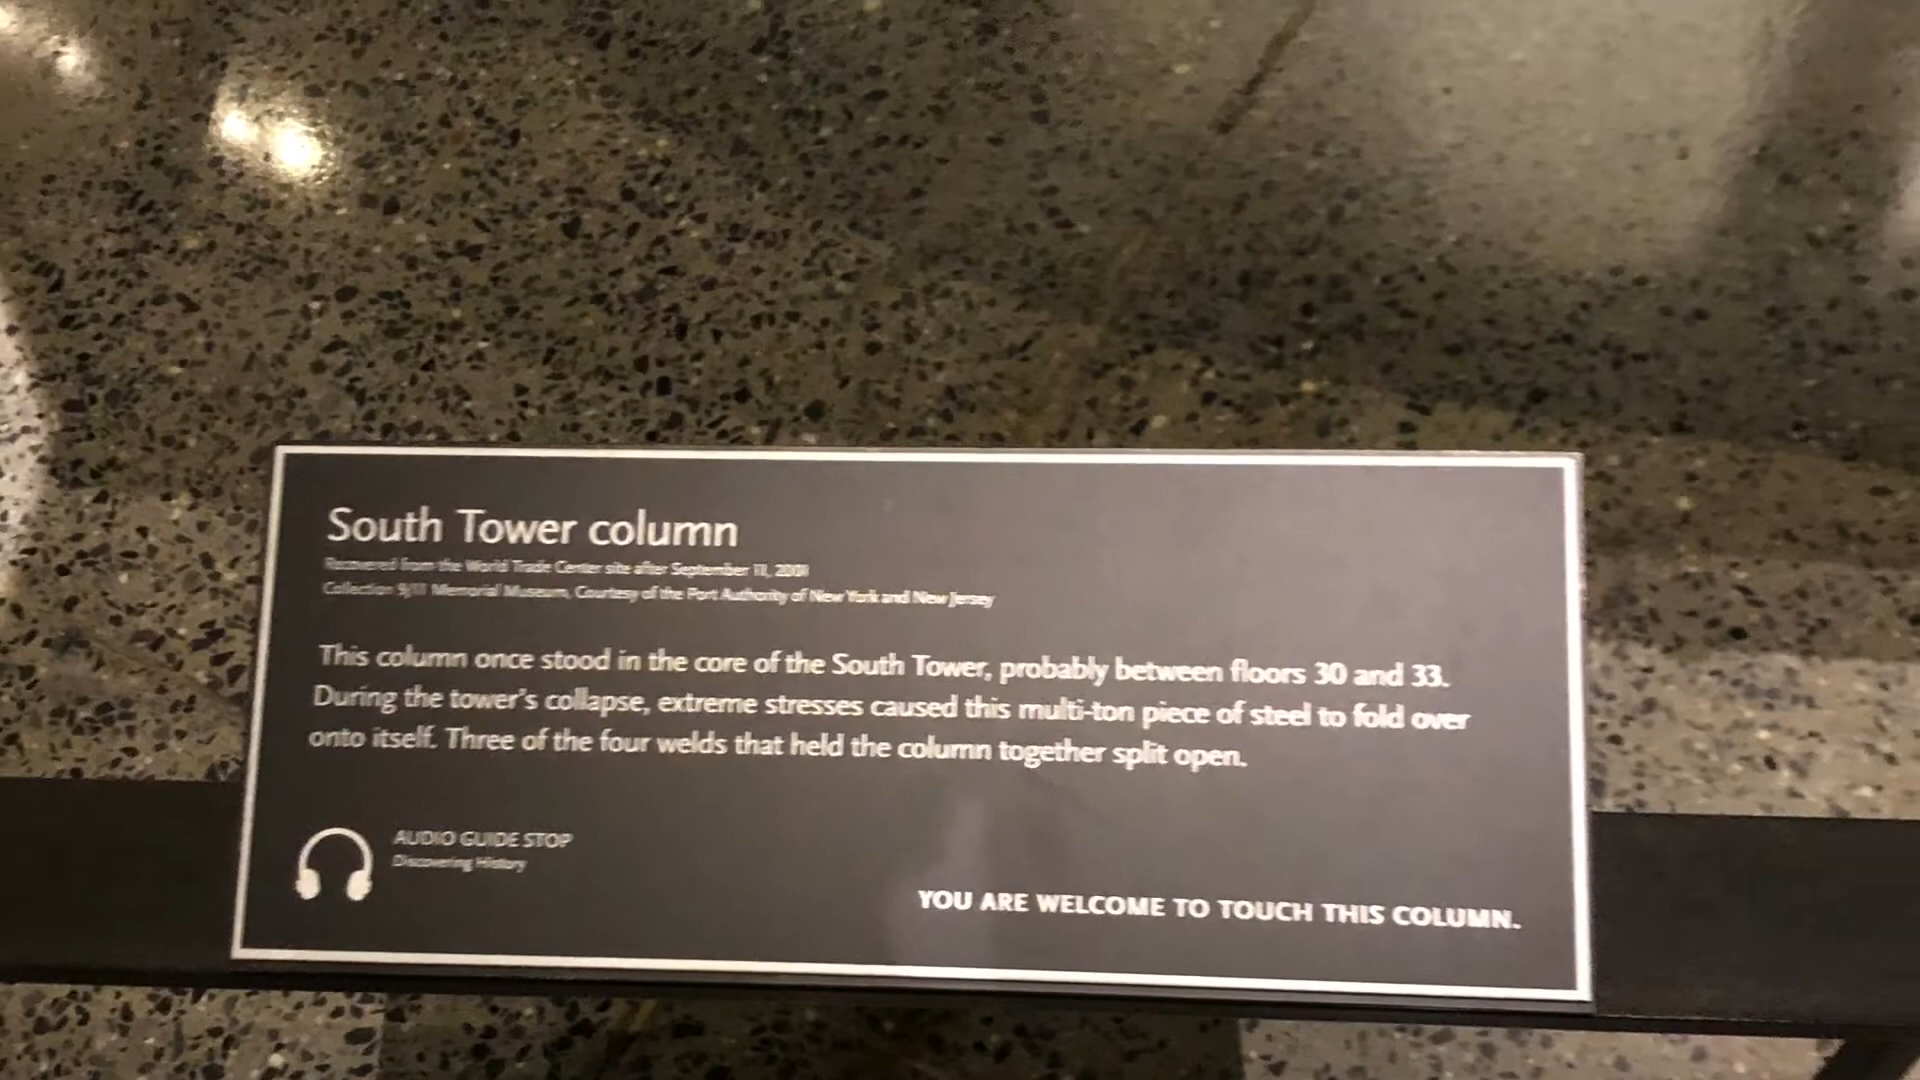 South Tower column
Recovered from the World Trade Center site after September 11, 2001
Collection 9/11 Memorial Museum, Courtesy of the Port Authority of New York and New Jersey
This column once stood in the core of the South Tower, probably between floors 30 and 33.
During the tower's collapse, extreme stresses caused this multi-ton piece of steel to fold over
onto itself. Three of the four welds that held the column together split open.
AUDIO GUIDE STOP
Discovering History
YOU ARE WELCOME TO TOUCH THIS COLUMN.